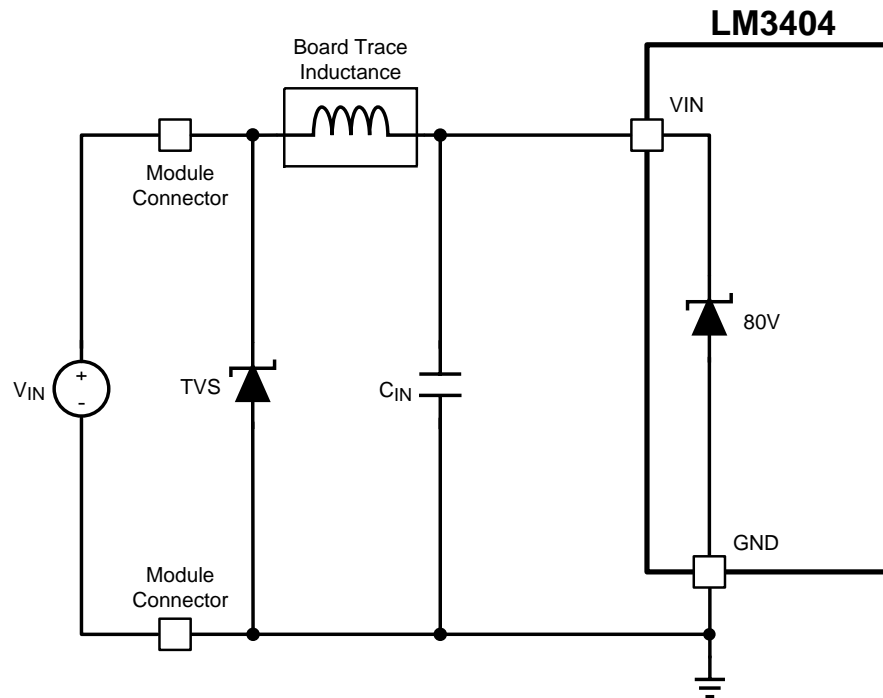 LM3404
Board Trace
Inductance
VIN
Module
Connector
80V
VIN
+
-
TVS
CIN
GND
Module
Connector